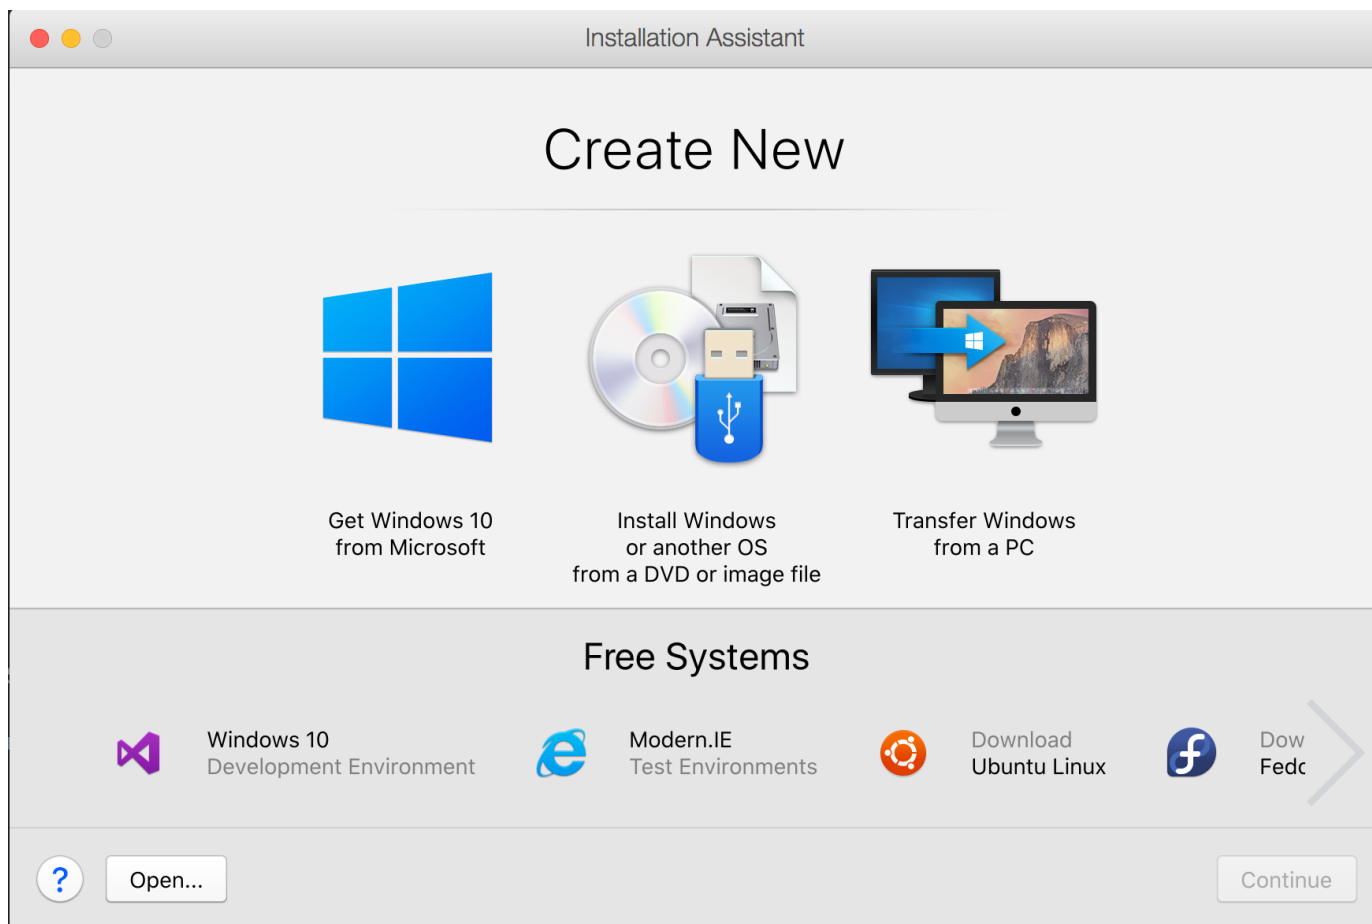 Installation Assistant
Create New
Get Windows 10
from Microsoft
Install Windows
or another OS
from a DVD or image file
Transfer Windows
from a PC
Free Systems
Windows 10
Development Environment
Modern.IE
Test Environments
Download
Ubuntu Linux
Dow
Fedo
?
Open...
Continue